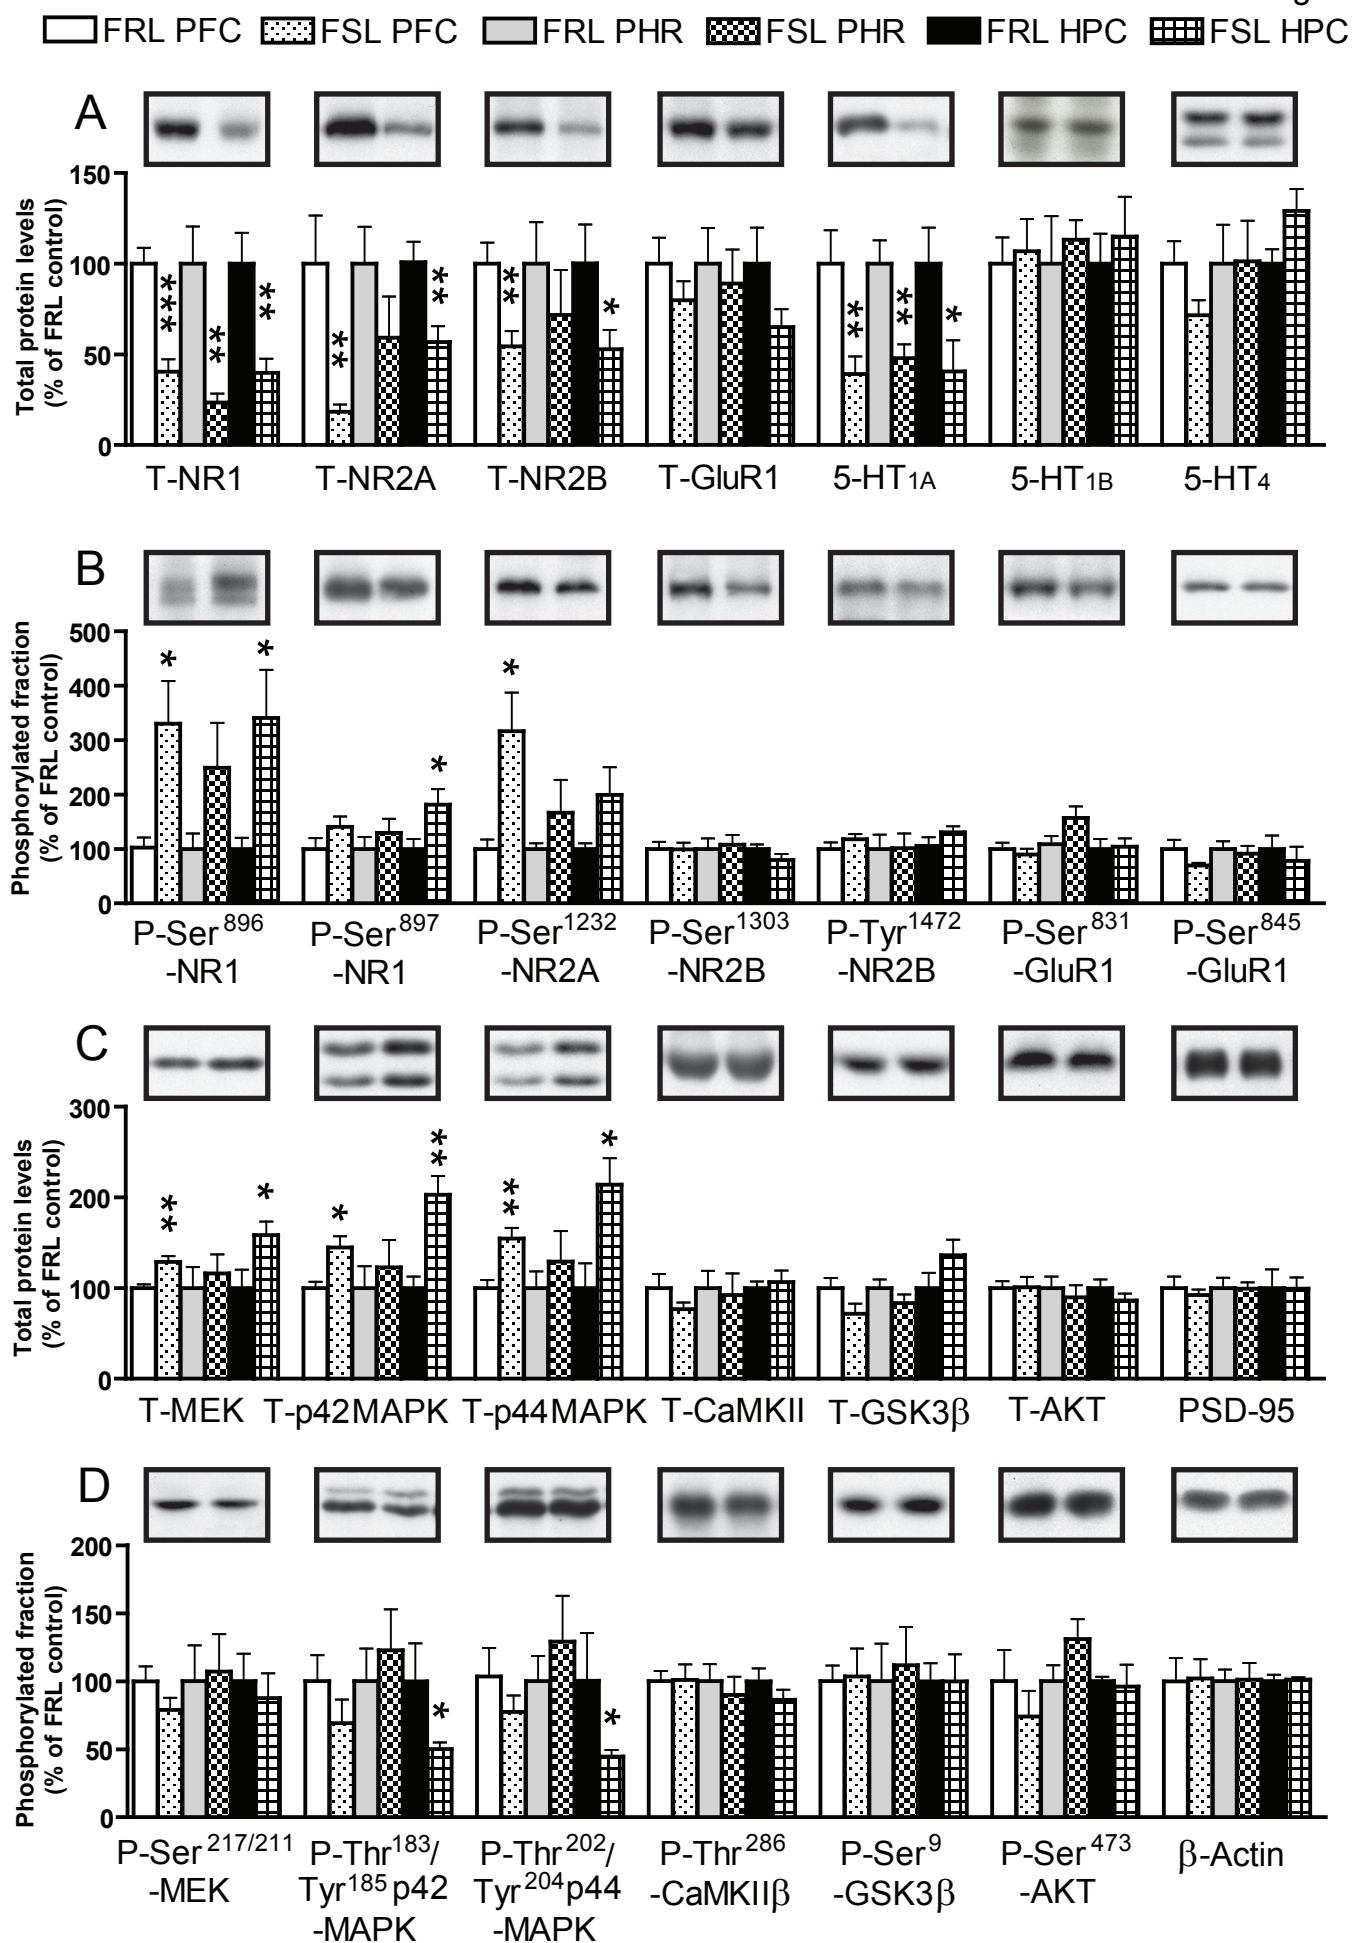 FRL PFC FSL PFC FRL PHR FSL PHR FRL HPC FSL HPC
A
Total protein levels
(% of FRL control)
150
100
50
0
*** ** ** ** ** ** * ** ** *
T-NR1 T-NR2A T-NR2B T-GluR1 5-HT1A 5-HT1B 5-HT4
B
Phosphorylated fraction
(% of FRL control)
500
400
300
200
100
0
* * * *
P-Ser896 P-Ser897 P-Ser1232 P-Ser1303 P-Tyr1472 P-Ser831 P-Ser845
-NR1 -NR1 -NR2A -NR2B -NR2B -GluR1 -GluR1
C
Total protein levels
(% of FRL control)
300
200
100
0
** * * ** ** *
T-MEK T-p42MAPK T-p44MAPK T-CaMKII T-GSK3β T-AKT PSD-95
D
Phosphorylated fraction
(% of FRL control)
200
150
100
50
0
* *
P-Ser217/211 P-Thr183/ P-Thr202/ P-Thr286 P-Ser9 P-Ser473 β-Actin
-MEK Tyr185p42 Tyr204p44 -CaMKIIβ -GSK3β -AKT
-MAPK -MAPK